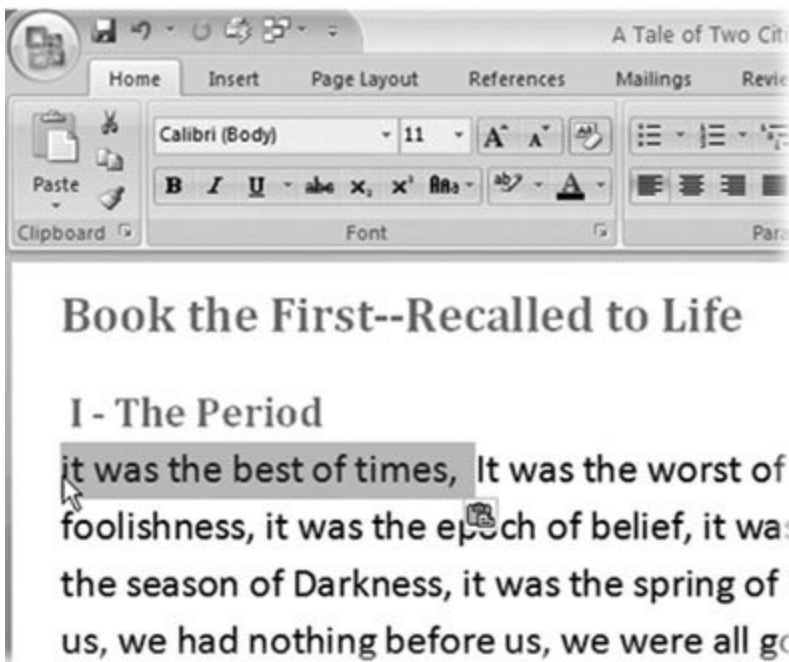 A Tale of Two Citi
Home Insert Page Layout References Mailings Revie
Calibri (Body) 11 A A
Paste B I U abc x₂ x² Aa ab A
Clipboard Font Para
Book the First--Recalled to Life
I - The Period
it was the best of times, It was the worst of
foolishness, it was the epoch of belief, it was
the season of Darkness, it was the spring of
us, we had nothing before us, we were all go